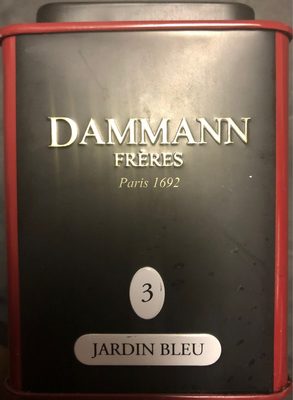 DAMMANN
FRÈRES
Paris 1692
3
JARDIN BLEU